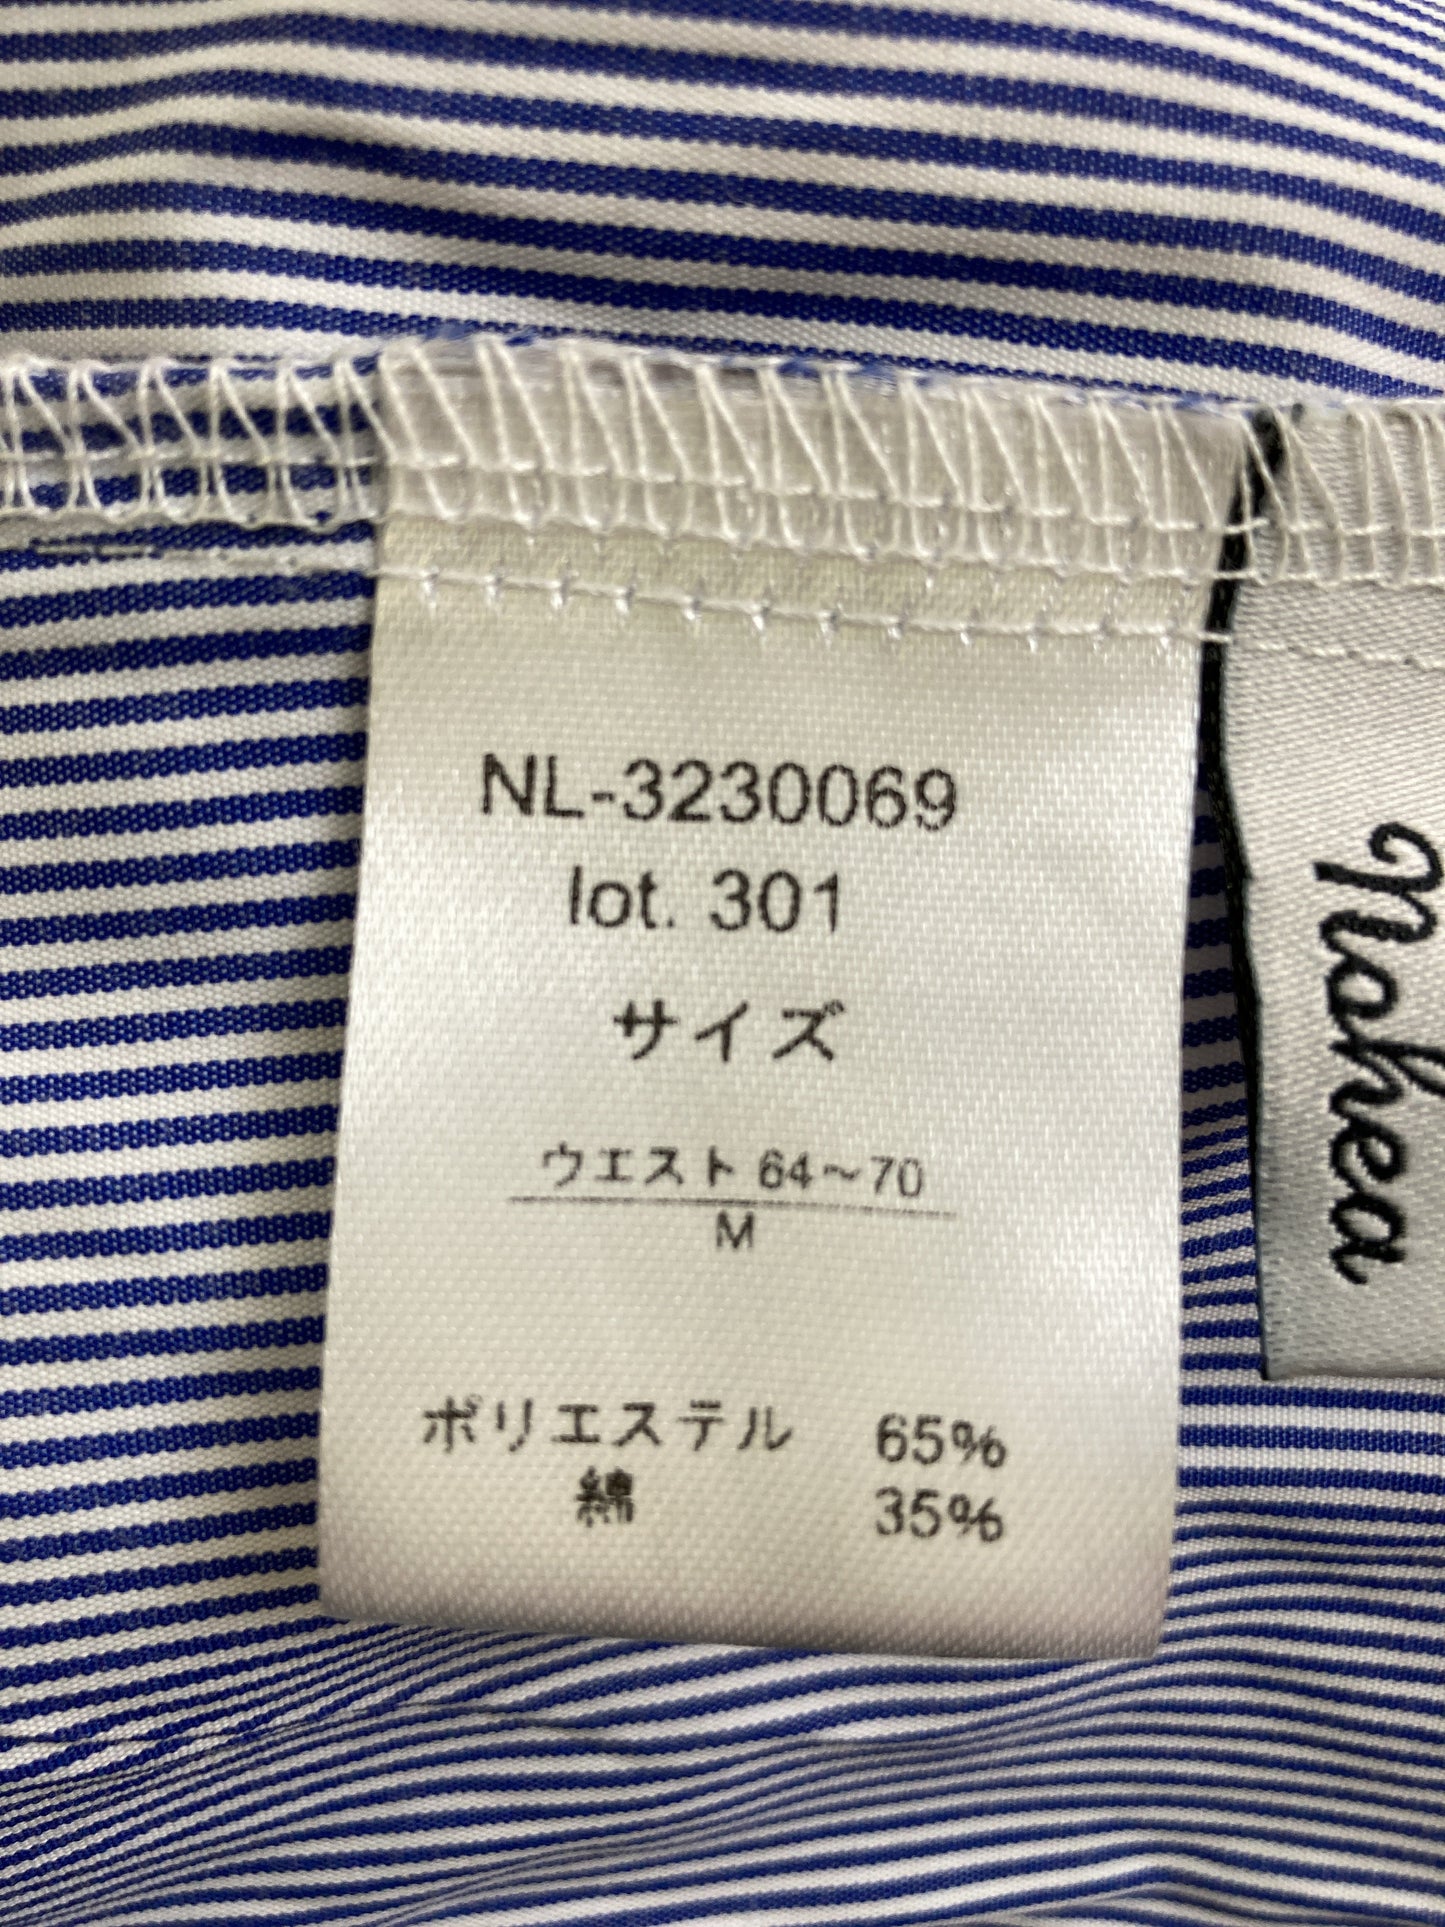 NL-3230069
lot. 301
サイズ
ウエスト 64～70
M
ポリエステル 65%
綿 35%
Nohea